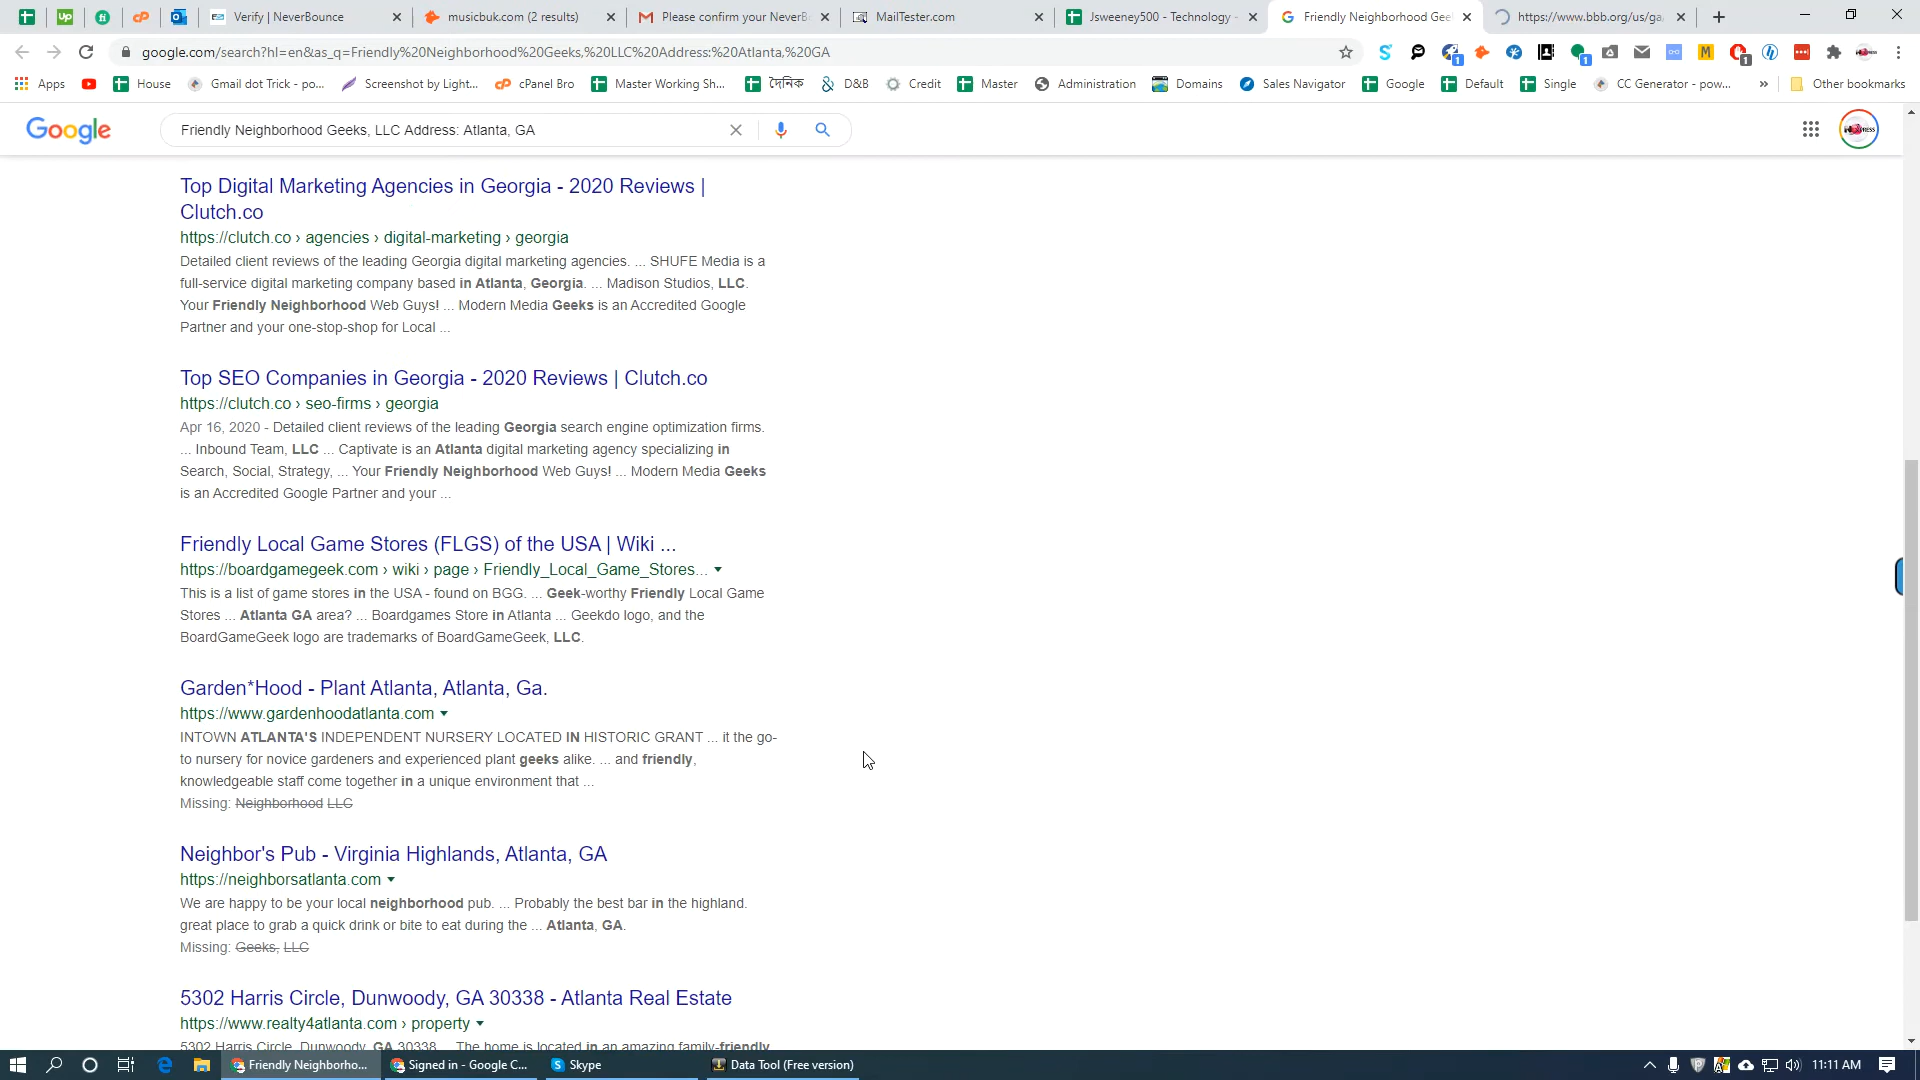 Verify | NeverBounce
musicbuk.com (2 results)
Please confirm your NeverB
MailTester.com
Jsweeney500 - Technology -
Friendly Neighborhood Gee
https://www.bbb.org/us/ga
google.com/search?hl=en&as_q=Friendly%20Neighborhood%20Geeks,%20LLC%20Address:%20Atlanta,%20GA
Apps
House
Gmail dot Trick - po...
Screenshot by Light...
cPanel Bro
Master Working Sh...
দৈনিক
D&B
Credit
Master
Administration
Domains
Sales Navigator
Google
Default
Single
CC Generator - pow...
»
Other bookmarks
Google
Friendly Neighborhood Geeks, LLC Address: Atlanta, GA
Top Digital Marketing Agencies in Georgia - 2020 Reviews |
Clutch.co
https://clutch.co › agencies › digital-marketing › georgia
Detailed client reviews of the leading Georgia digital marketing agencies. ... SHUFE Media is a
full-service digital marketing company based in Atlanta, Georgia. ... Madison Studios, LLC.
Your Friendly Neighborhood Web Guys! ... Modern Media Geeks is an Accredited Google
Partner and your one-stop-shop for Local ...
Top SEO Companies in Georgia - 2020 Reviews | Clutch.co
https://clutch.co › seo-firms › georgia
Apr 16, 2020 - Detailed client reviews of the leading Georgia search engine optimization firms.
... Inbound Team, LLC ... Captivate is an Atlanta digital marketing agency specializing in
Search, Social, Strategy, ... Your Friendly Neighborhood Web Guys! ... Modern Media Geeks
is an Accredited Google Partner and your ...
Friendly Local Game Stores (FLGS) of the USA | Wiki ...
https://boardgamegeek.com › wiki › page › Friendly_Local_Game_Stores...
This is a list of game stores in the USA - found on BGG. ... Geek-worthy Friendly Local Game
Stores ... Atlanta GA area? ... Boardgames Store in Atlanta ... Geekdo logo, and the
BoardGameGeek logo are trademarks of BoardGameGeek, LLC.
Garden*Hood - Plant Atlanta, Atlanta, Ga.
https://www.gardenhoodatlanta.com
INTOWN ATLANTA'S INDEPENDENT NURSERY LOCATED IN HISTORIC GRANT ... it the go-
to nursery for novice gardeners and experienced plant geeks alike. ... and friendly,
knowledgeable staff come together in a unique environment that ...
Missing: Neighborhood LLC
Neighbor's Pub - Virginia Highlands, Atlanta, GA
https://neighborsatlanta.com
We are happy to be your local neighborhood pub. ... Probably the best bar in the highland.
great place to grab a quick drink or bite to eat during the ... Atlanta, GA.
Missing: Geeks, LLC
5302 Harris Circle, Dunwoody, GA 30338 - Atlanta Real Estate
https://www.realty4atlanta.com › property
5302 Harris Circle, Dunwoody, GA 30338 ... The home is located in an amazing family-friendly
Friendly Neighborho...
Signed in - Google C...
Skype
Data Tool (Free version)
11:11 AM